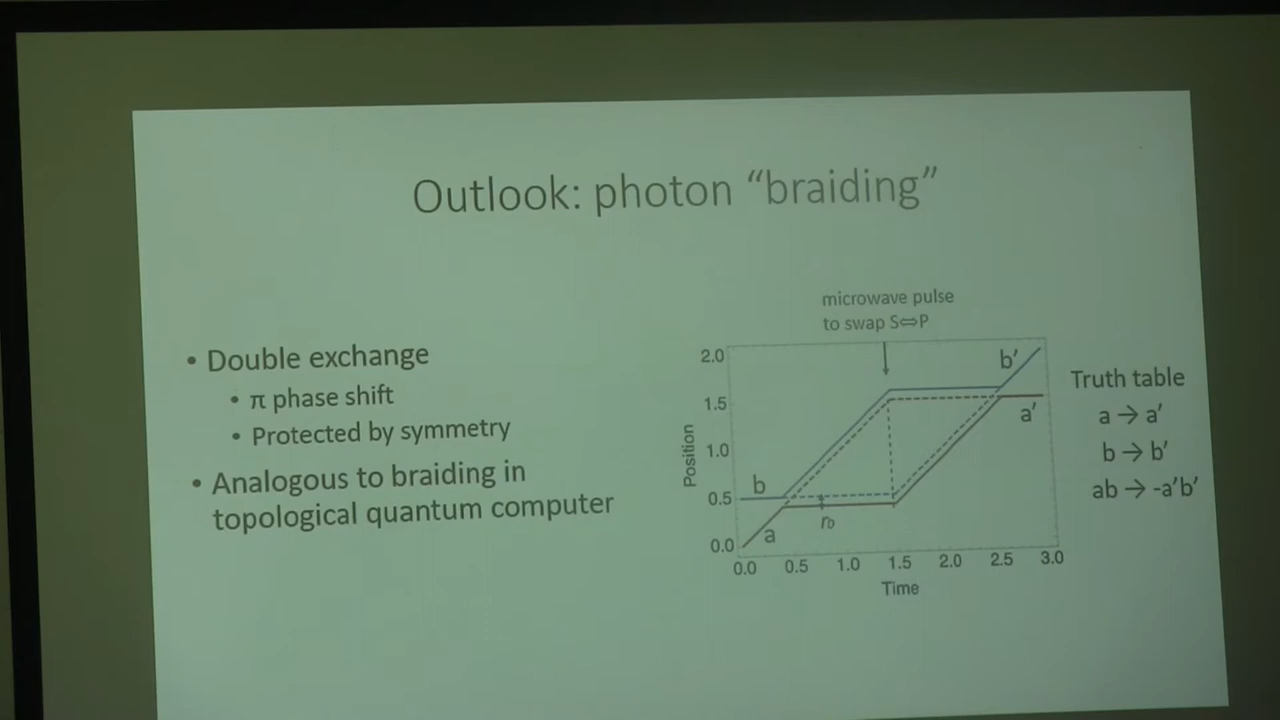 Outlook: photon “braiding”
• Double exchange
• π phase shift
• Protected by symmetry
• Analogous to braiding in
topological quantum computer
microwave pulse
to swap S⇔P
2.0
1.5
1.0
0.5
0.0
Position
b
a
r_b
b′
a′
0.0 0.5 1.0 1.5 2.0 2.5 3.0
Time
Truth table
a → a′
b → b′
ab → -a′b′